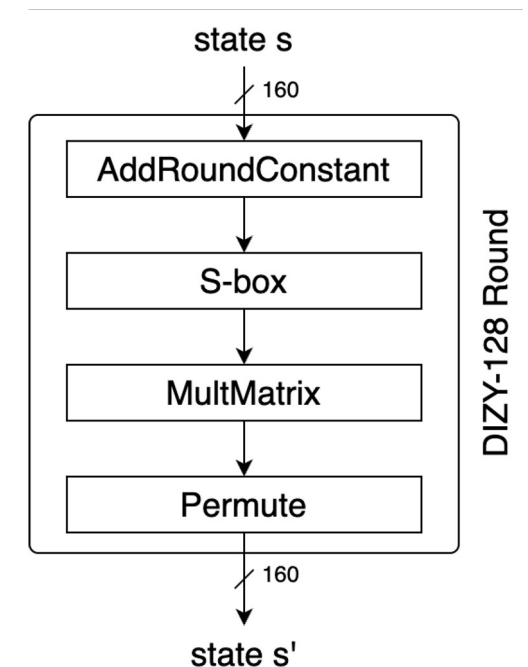 state s
160
AddRoundConstant
S-box
MultMatrix
Permute
DIZY-128 Round
160
state s'